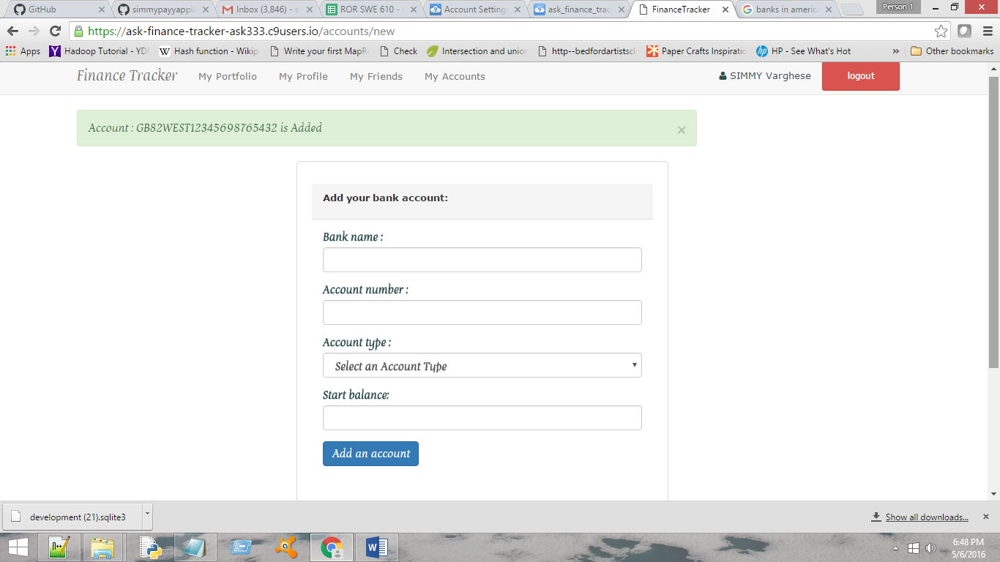 GitHub
simmypayyappil
Inbox (3,846) - s
ROR SWE 610 -
Account Setting
ask_finance_trac
FinanceTracker
banks in americ
Person 1
https://ask-finance-tracker-ask333.c9users.io/accounts/new
Apps
Hadoop Tutorial - YD
Hash function - Wikip
Write your first MapR
Check
Intersection and unio
http--bedfordartistscl
Paper Crafts Inspiratic
HP - See What's Hot
»
Other bookmarks
Finance Tracker
My Portfolio
My Profile
My Friends
My Accounts
SIMMY Varghese
logout
Account : GB82WEST12345698765432 is Added
×
Add your bank account:
Bank name :
Account number :
Account type :
Select an Account Type
Start balance:
Add an account
development (21).sqlite3
Show all downloads...
6:48 PM
5/6/2016